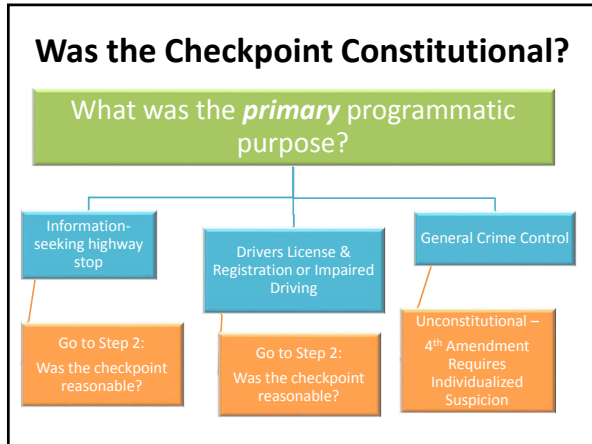 Was the Checkpoint Constitutional?
What was the primary programmatic
purpose?
Information-
seeking highway
stop
Drivers License &
Registration or Impaired
Driving
General Crime Control
Go to Step 2:
Was the checkpoint
reasonable?
Go to Step 2:
Was the checkpoint
reasonable?
Unconstitutional –
4th Amendment
Requires
Individualized
Suspicion